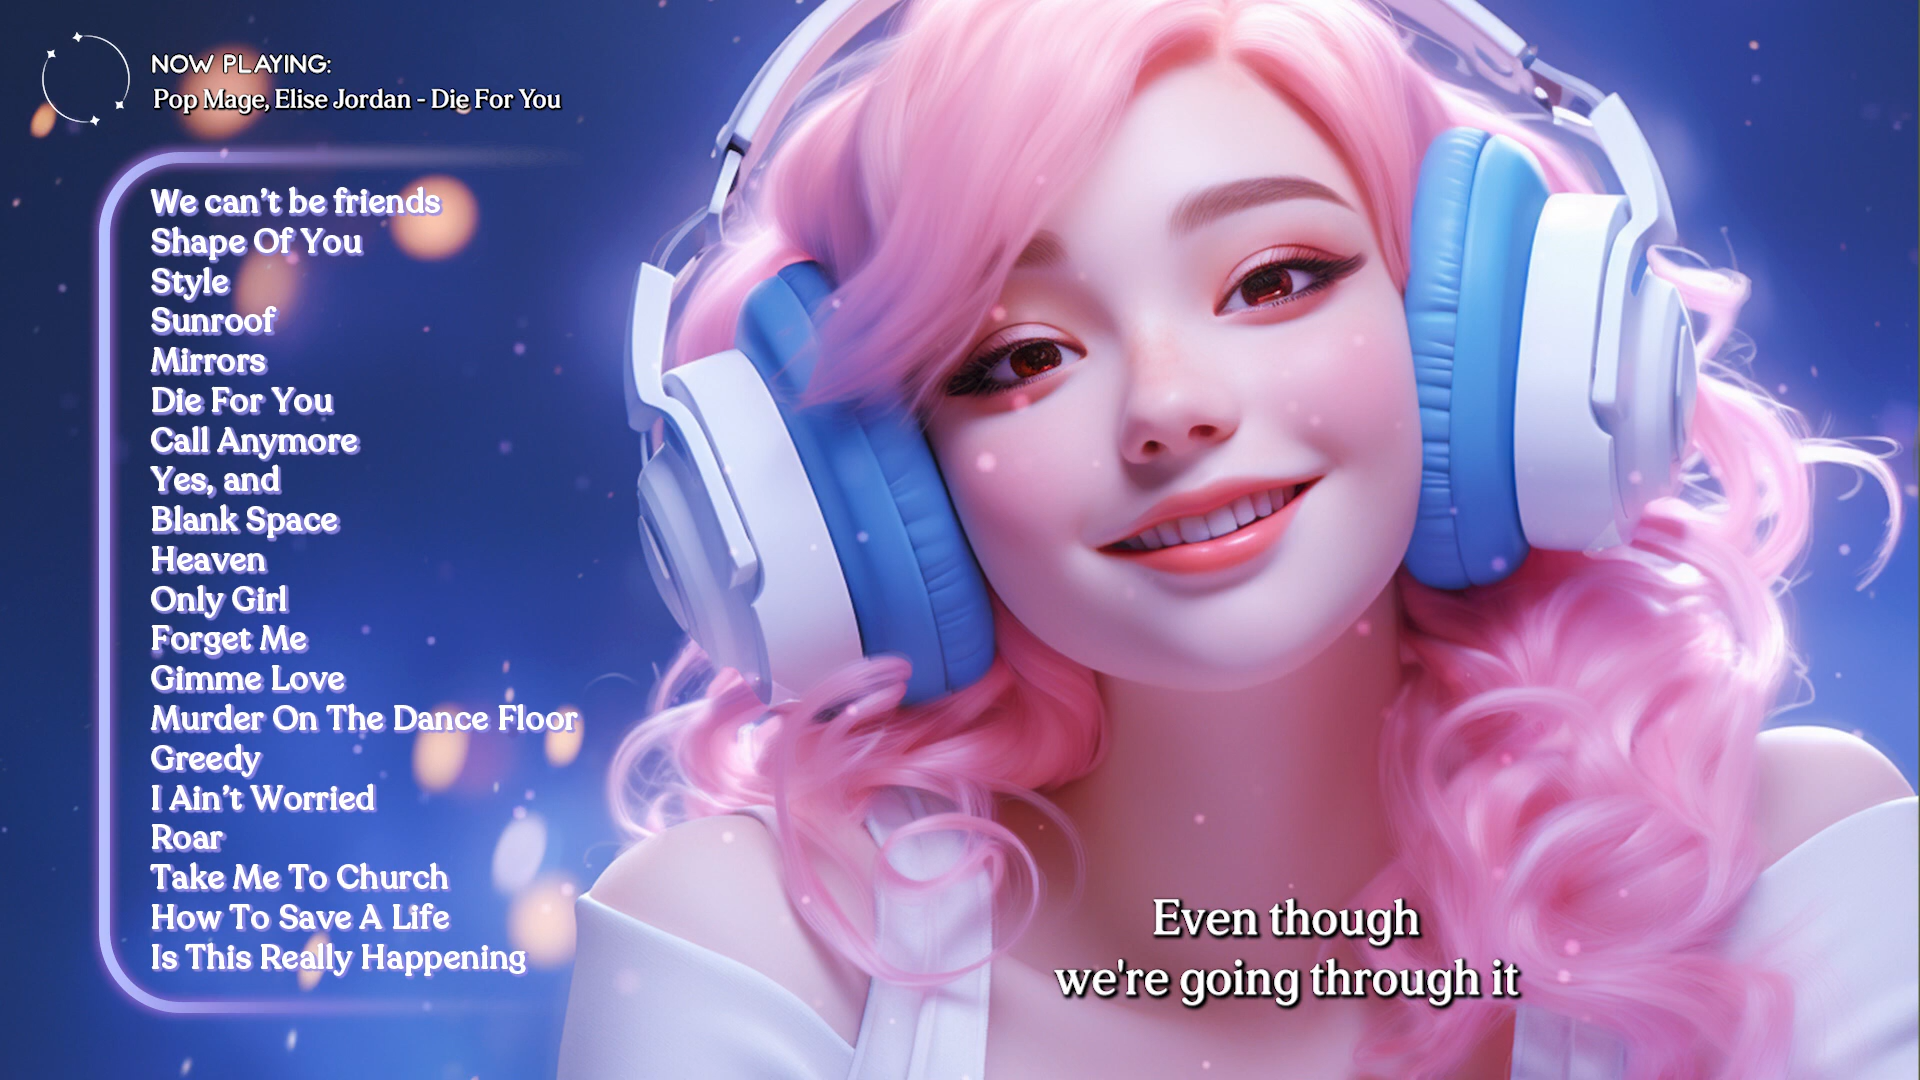 NOW PLAYING:
Pop Mage, Elise Jordan - Die For You
We can't be friends
Shape Of You
Style
Sunroof
Mirrors
Die For You
Call Anymore
Yes, and
Blank Space
Heaven
Only Girl
Forget Me
Gimme Love
Murder On The Dance Floor
Greedy
I Ain't Worried
Roar
Take Me To Church
How To Save A Life
Is This Really Happening
Even though
we're going through it